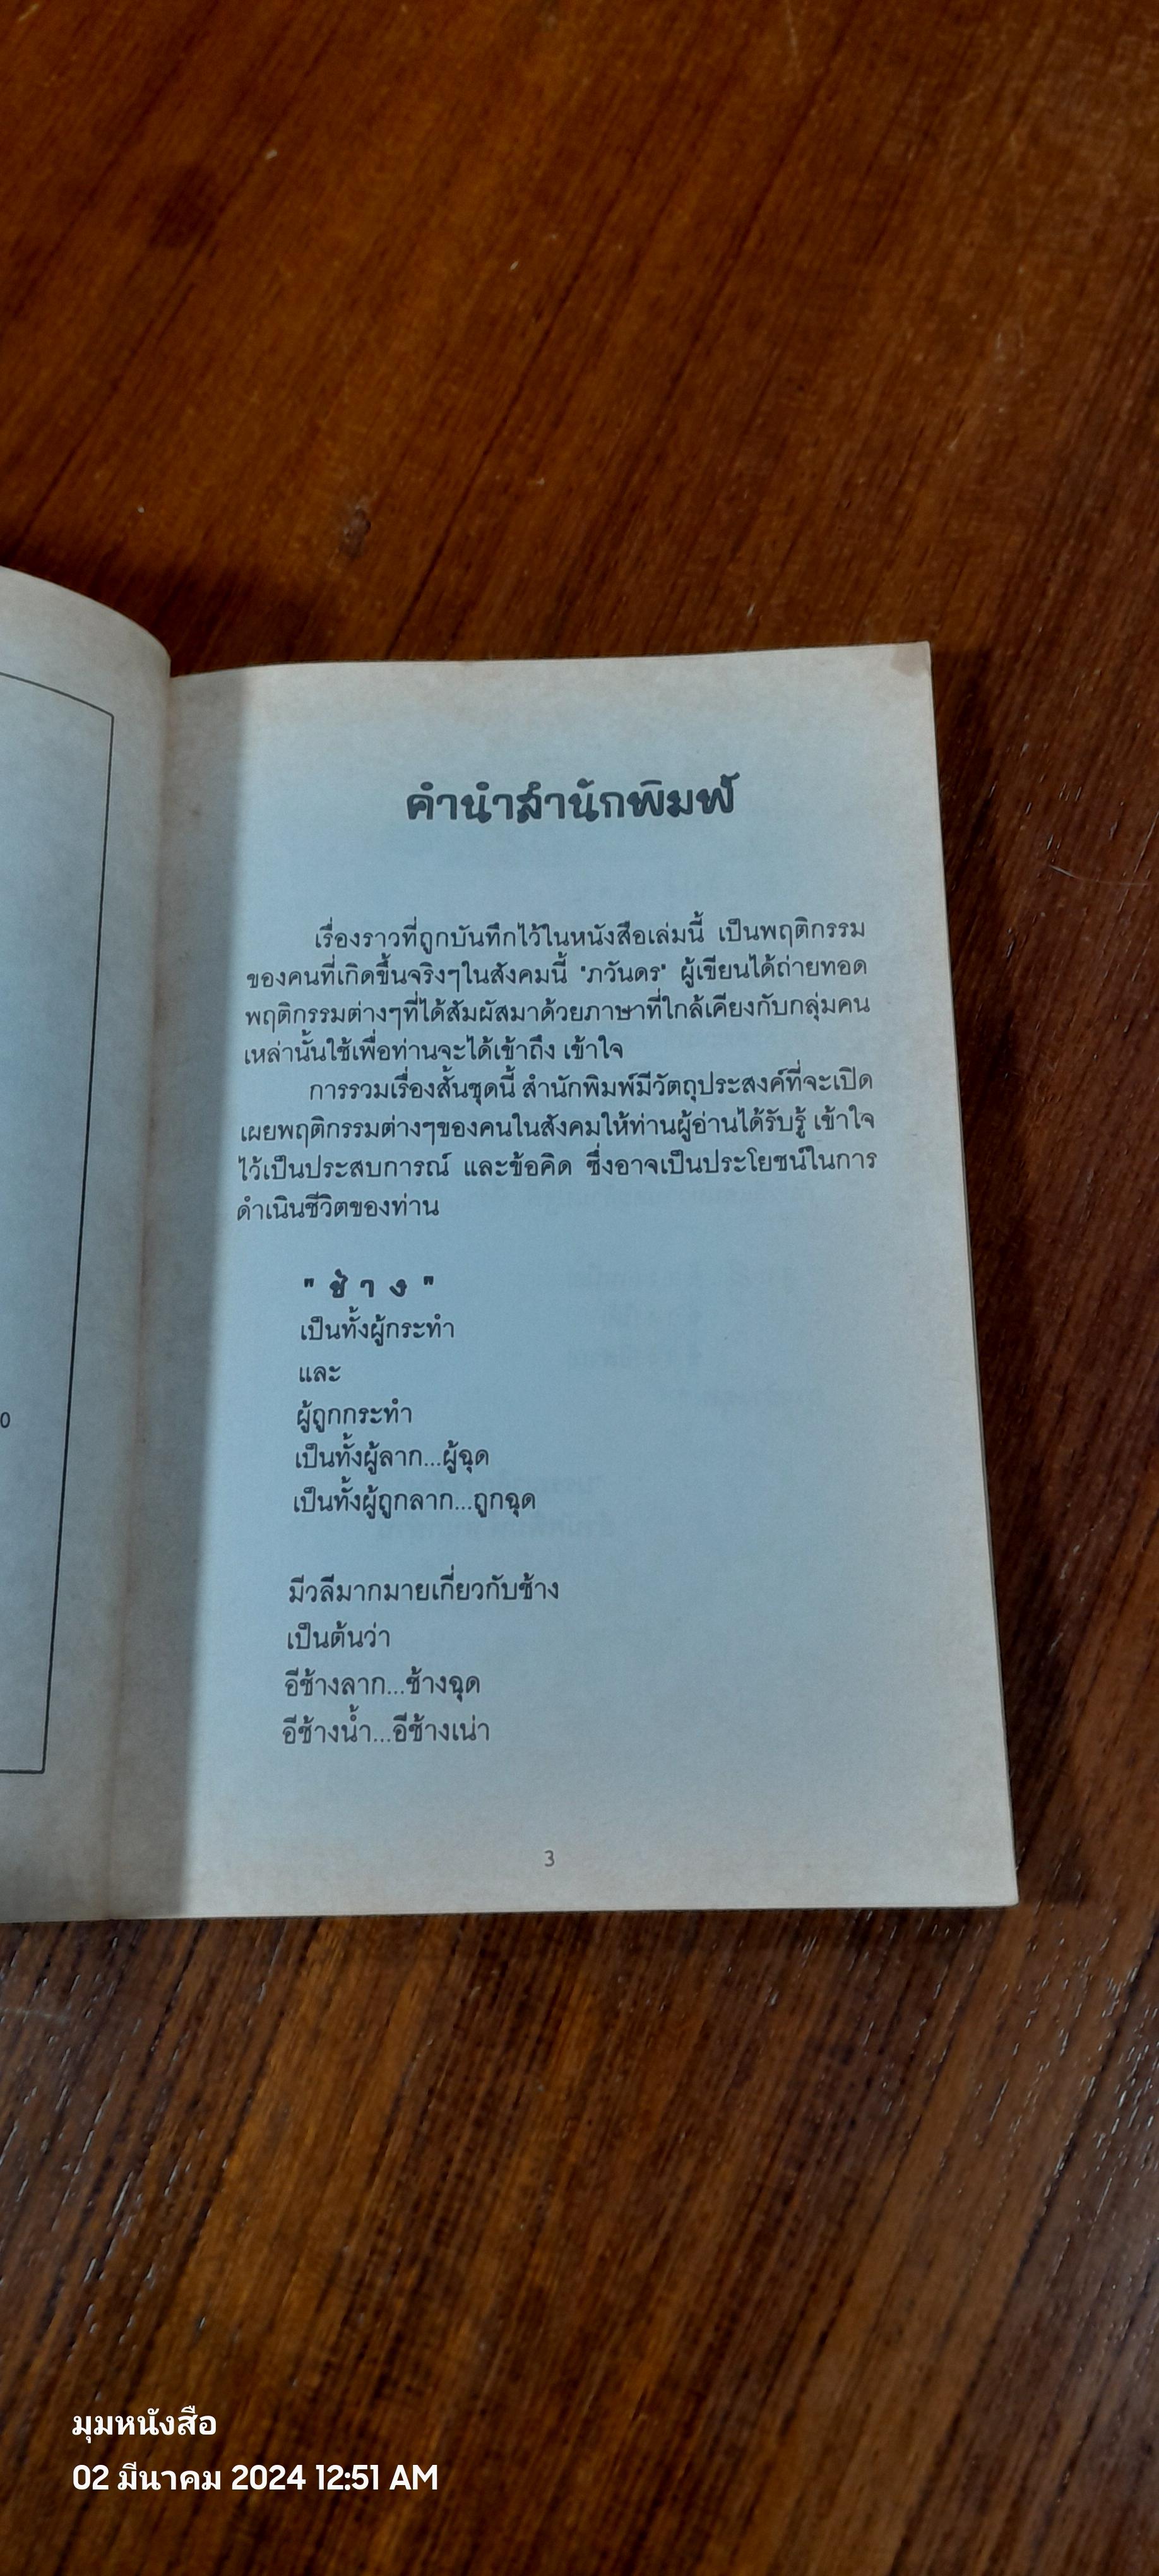 คำนำสำนักพิมพ์
เรื่องราวที่ถูกบันทึกไว้ในหนังสือเล่มนี้ เป็นพฤติกรรม
ของคนที่เกิดขึ้นจริงๆในสังคมนี้ "ภวันดร" ผู้เขียนได้ถ่ายทอด
พฤติกรรมต่างๆที่ได้สัมผัสมาด้วยภาษาที่ใกล้เคียงกับกลุ่มคน
เหล่านั้นใช้เพื่อท่านจะได้เข้าถึง เข้าใจ
การรวมเรื่องสั้นชุดนี้ สำนักพิมพ์มีวัตถุประสงค์ที่จะเปิด
เผยพฤติกรรมต่างๆของคนในสังคมให้ท่านผู้อ่านได้รับรู้ เข้าใจ
ไว้เป็นประสบการณ์ และข้อคิด ซึ่งอาจเป็นประโยชน์ในการ
ดำเนินชีวิตของท่าน
" ช้ า ง "
เป็นทั้งผู้กระทำ
และ
ผู้ถูกกระทำ
เป็นทั้งผู้ลาก...ผู้ฉุด
เป็นทั้งผู้ถูกลาก...ถูกฉุด
มีวลีมากมายเกี่ยวกับช้าง
เป็นต้นว่า
อีช้างลาก...ช้างฉุด
อีช้างน้ำ...อีช้างเน่า
3
มุมหนังสือ
02 มีนาคม 2024 12:51 AM